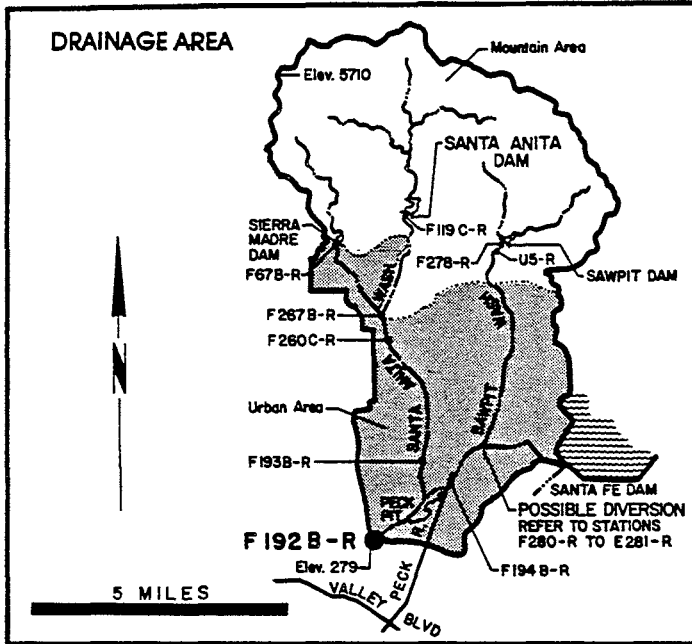 DRAINAGE AREA
Mountain Area
Elev. 5710
SANTA ANITA
DAM
SIERRA
MADRE
DAM
F119C-R
F278-R
U5-R
SAWPIT DAM
F67B-R
WASH
WASH
F267B-R
F260C-R
ANITA
SANTA
SAWPIT
Urban Area
F193B-R
PECK
PIT
SANTA FE DAM
POSSIBLE DIVERSION
REFER TO STATIONS
F280-R TO E281-R
F192B-R
Elev. 279
F194B-R
PECK R.
VALLEY BLVD
5 MILES
N